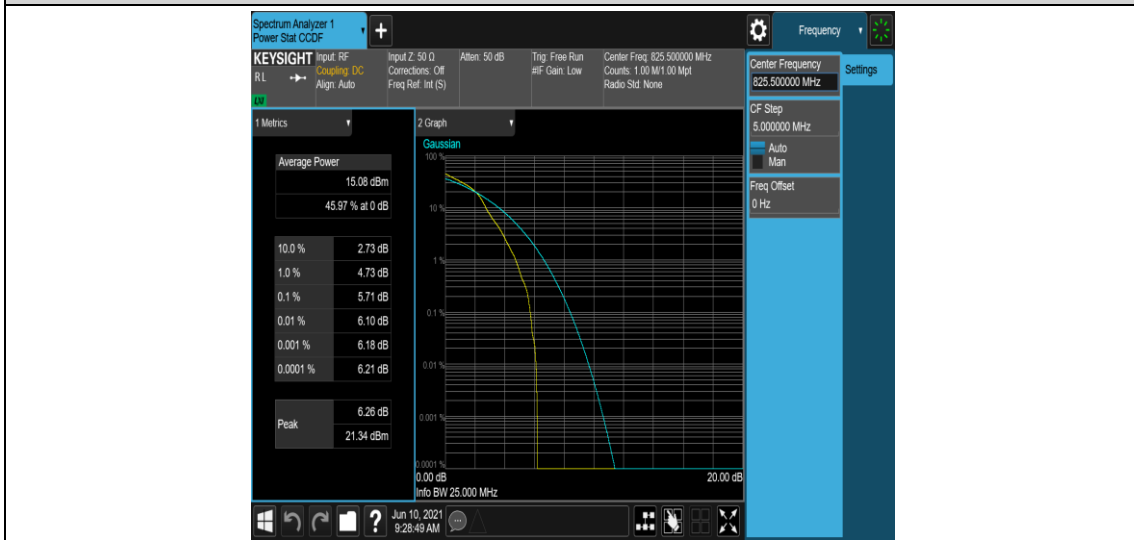 Spectrum Analyzer 1
Power Stat CCDF
+
Frequency
KEYSIGHT
RL
LXI
Input: RF
Coupling: DC
Align: Auto
Input Z: 50 Ω
Corrections: Off
Freq Ref: Int (S)
Atten: 50 dB
Trig: Free Run
#IF Gain: Low
Center Freq: 825.500000 MHz
Counts: 1.00 M/1.00 Mpt
Radio Std: None
Center Frequency
825.500000 MHz
Settings
CF Step
5.000000 MHz
Auto
Man
Freq Offset
0 Hz
1 Metrics
Average Power
15.08 dBm
45.97 % at 0 dB
10.0 % 2.73 dB
1.0 % 4.73 dB
0.1 % 5.71 dB
0.01 % 6.10 dB
0.001 % 6.18 dB
0.0001 % 6.21 dB
Peak 6.26 dB
21.34 dBm
2 Graph
Gaussian
100 %
10 %
1 %
0.1 %
0.01 %
0.001 %
0.0001 %
0.00 dB 20.00 dB
Info BW 25.000 MHz
?
Jun 10, 2021
9:28:49 AM